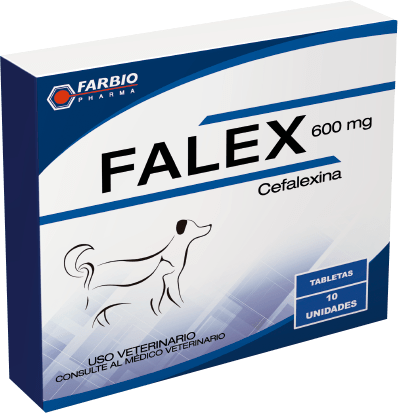 FARBIO
PHARMA
FALEX 600 mg
Cefalexina
TABLETAS
10
UNIDADES
USO VETERINARIO
CONSULTE AL MÉDICO VETERINARIO